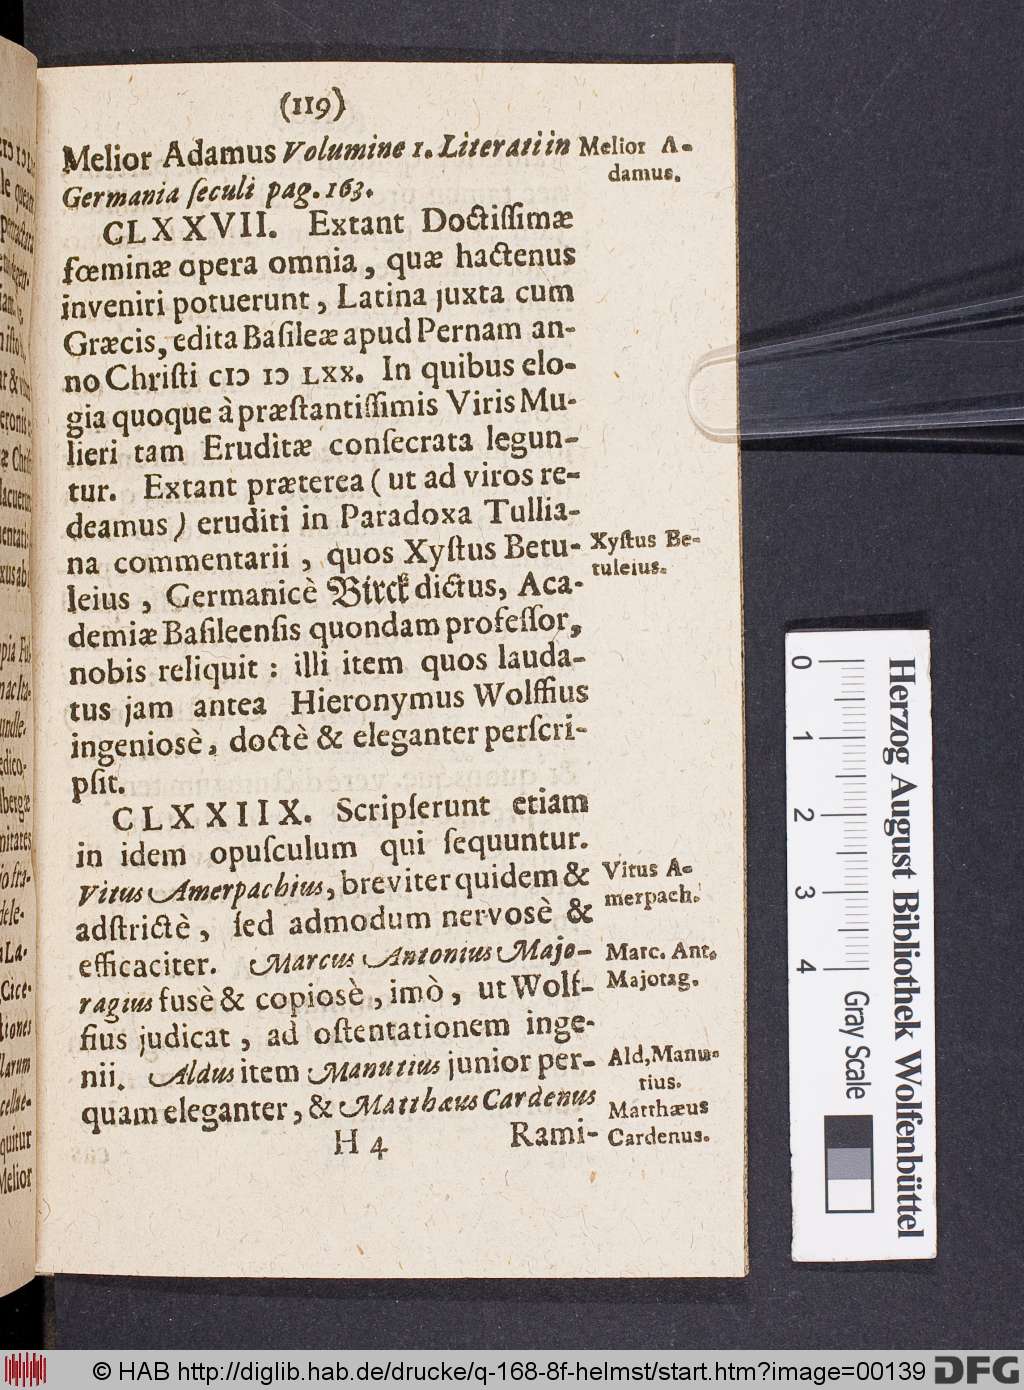 (119)
Melior Adamus Volumine 1. Literatiin
Germania ſeculi pag. 163.
Melior A-
damus.
CLXXVII. Extant Doctiſſimæ
fœminæ opera omnia, quæ hactenus
inveniri potuerunt, Latina juxta cum
Græcis, edita Baſileæ apud Pernam an-
no Chriſti CIↃ IↃ LXX. In quibus elo-
gia quoque à præſtantiſſimis Viris Mu-
lieri tam Eruditæ conſecrata legun-
tur. Extant præterea (ut ad viros re-
deamus) eruditi in Paradoxa Tullia-
na commentarii, quos Xyſtus Betu-
leius, Germanicè Birck dictus, Aca-
demiæ Baſileenſis quondam profeſſor,
nobis reliquit: illi item quos lauda-
tus jam antea Hieronymus Wolffius
ingeniosè, doctè & eleganter perſcri-
pſit.
Xyſtus Be-
tuleius.
CLXXIIX. Scripſerunt etiam
in idem opuſculum qui ſequuntur.
Vitus Amerpachius, breviter quidem &
adſtrictè, ſed admodum nervosè &
efficaciter. Marcus Antonius Majo-
ragius fusè & copiosè, imò, ut Wolf-
fius judicat, ad oſtentationem inge-
nii. Aldus item Manutius junior per-
quam eleganter, & Matthæus Cardenus
Vitus A-
merpach.
Marc. Ant.
Majorag.
Ald, Manu-
tius.
Matthæus
Cardenus.
H 4 Rami-
Melior
0 1 2 3 4
Gray Scale
Herzog August Bibliothek Wolfenbüttel
© HAB http://diglib.hab.de/drucke/q-168-8f-helmst/start.htm?image=00139
DFG